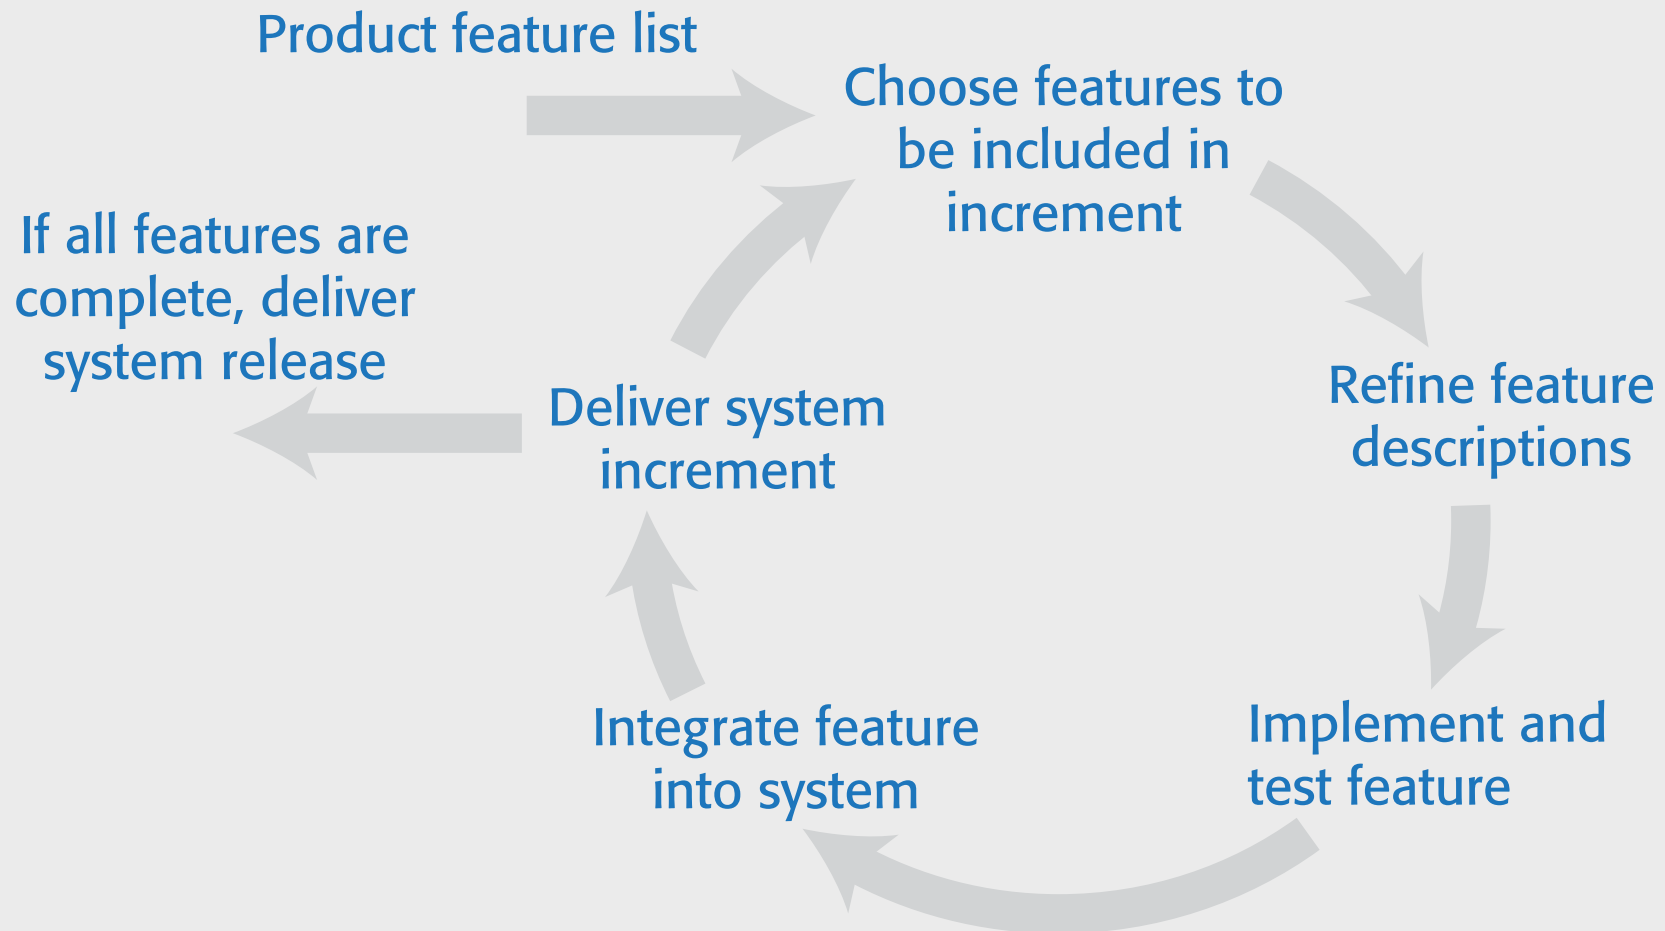 Product feature list
Choose features to
be included in
increment
Refine feature
descriptions
Implement and
test feature
Integrate feature
into system
Deliver system
increment
If all features are
complete, deliver
system release